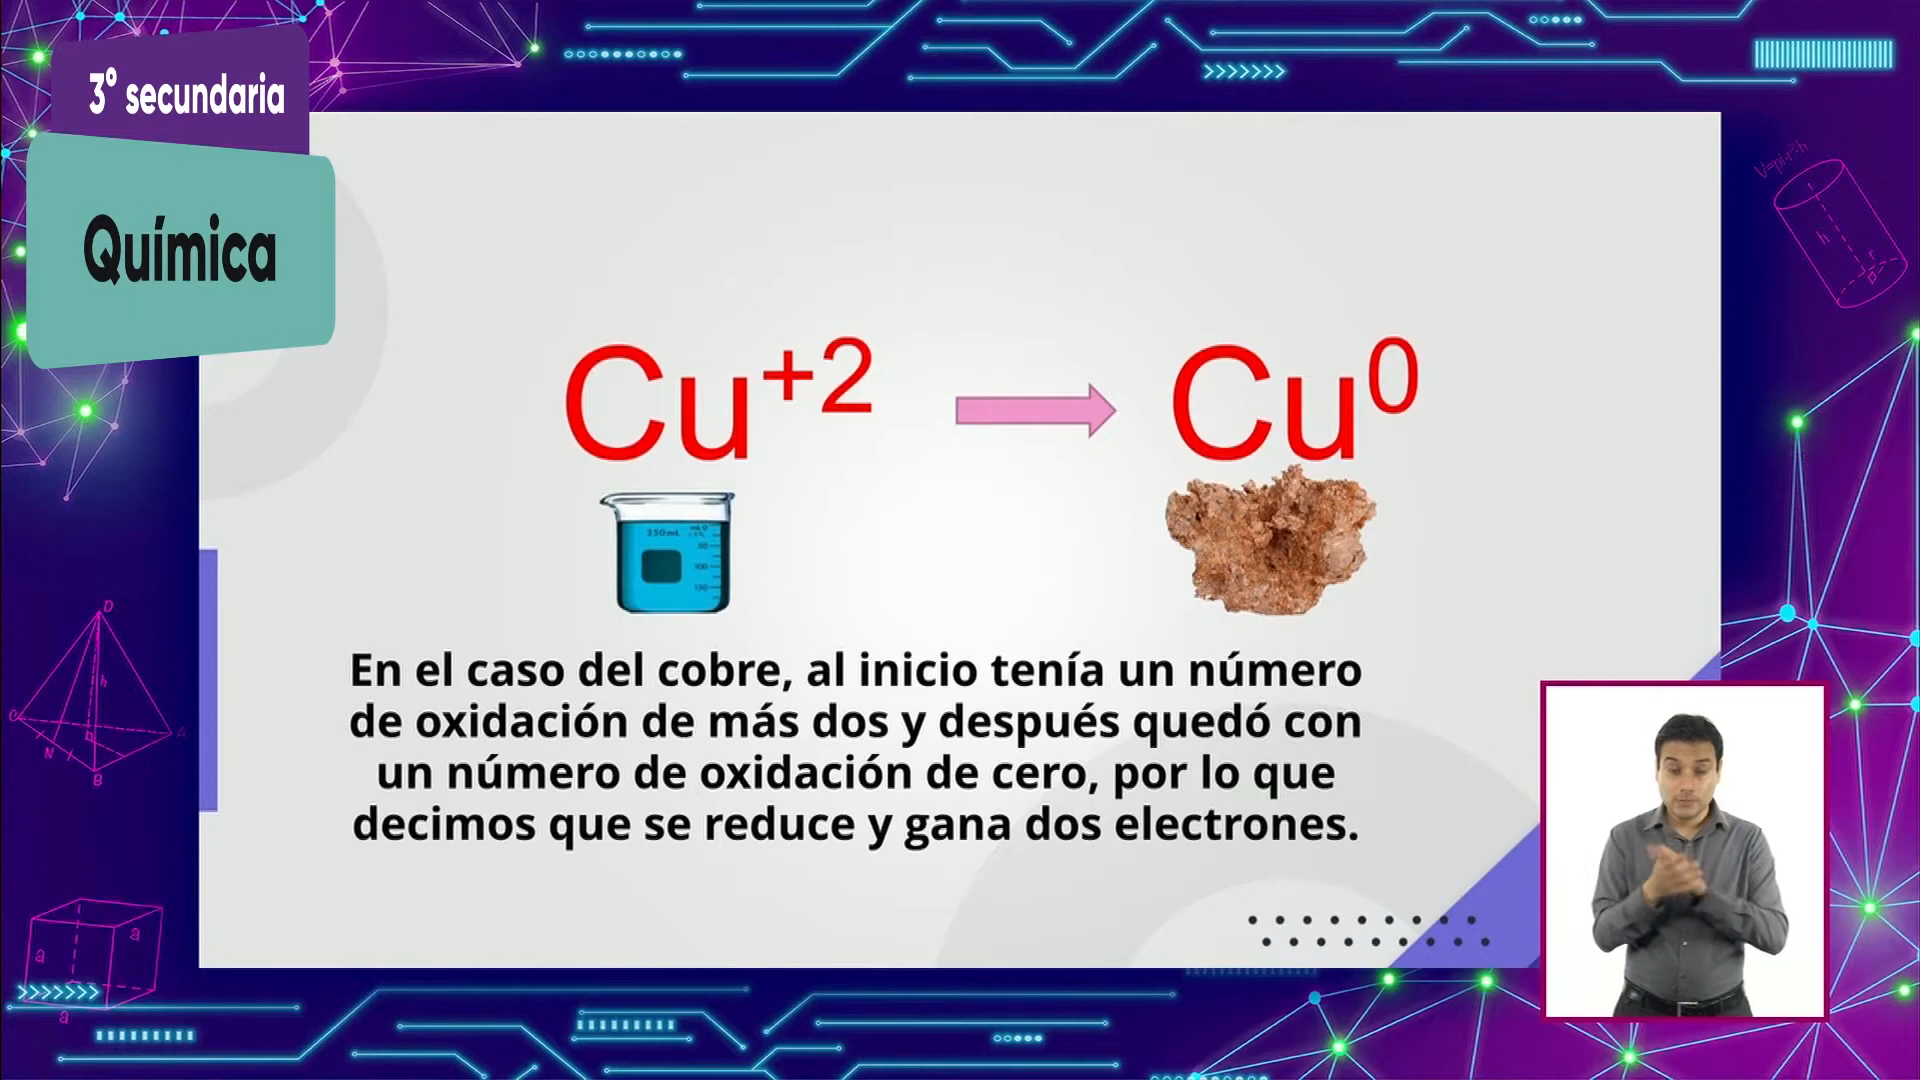 3° secundaria
Química
Cu⁺² Cu⁰
250mL
En el caso del cobre, al inicio tenía un número
de oxidación de más dos y después quedó con
un número de oxidación de cero, por lo que
decimos que se reduce y gana dos electrones.
D
h
C
A
N
B
a
a
a
h
r